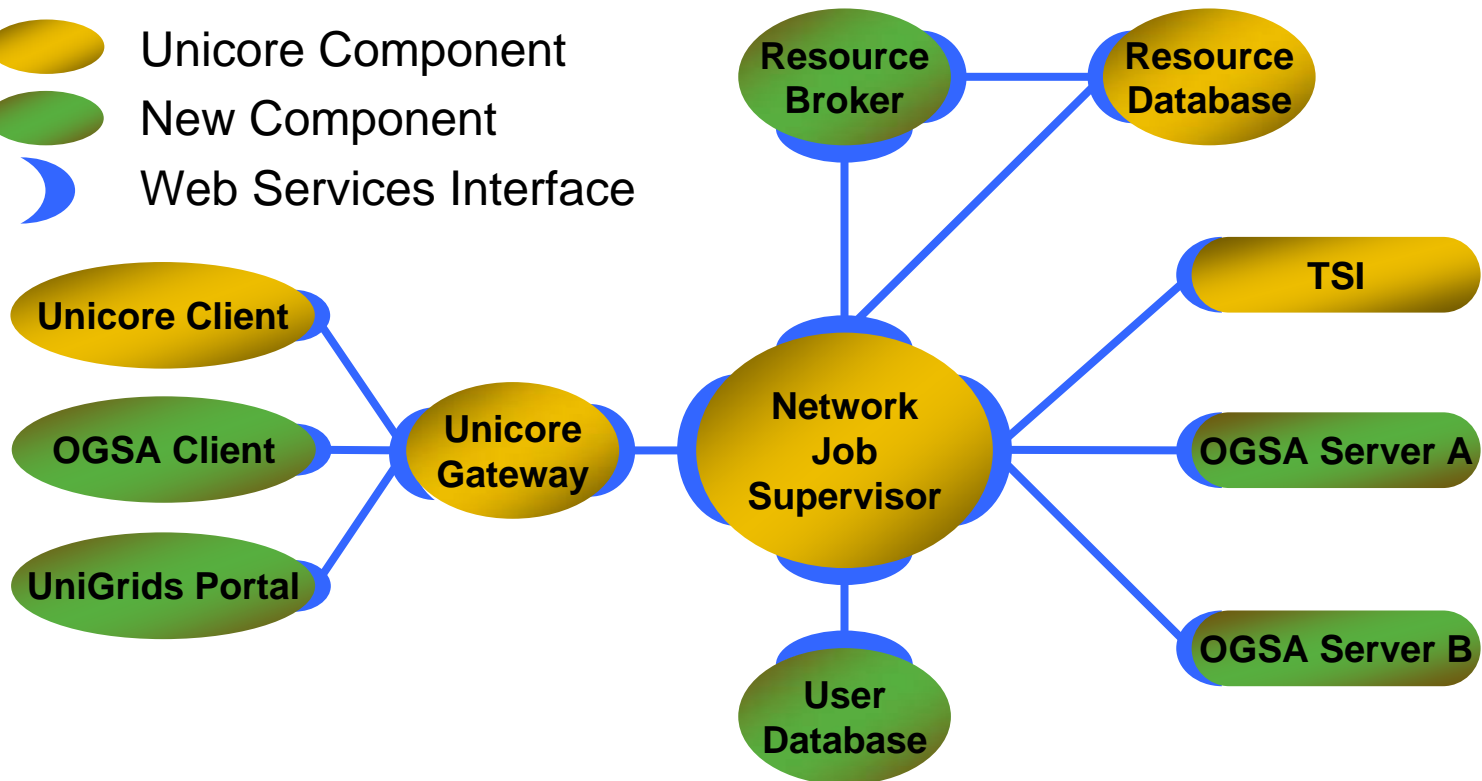 Unicore Component
New Component
Web Services Interface
Resource
Broker
Resource
Database
TSI
Unicore Client
OGSA Client
UniGrids Portal
Unicore
Gateway
Network
Job
Supervisor
OGSA Server A
OGSA Server B
User
Database